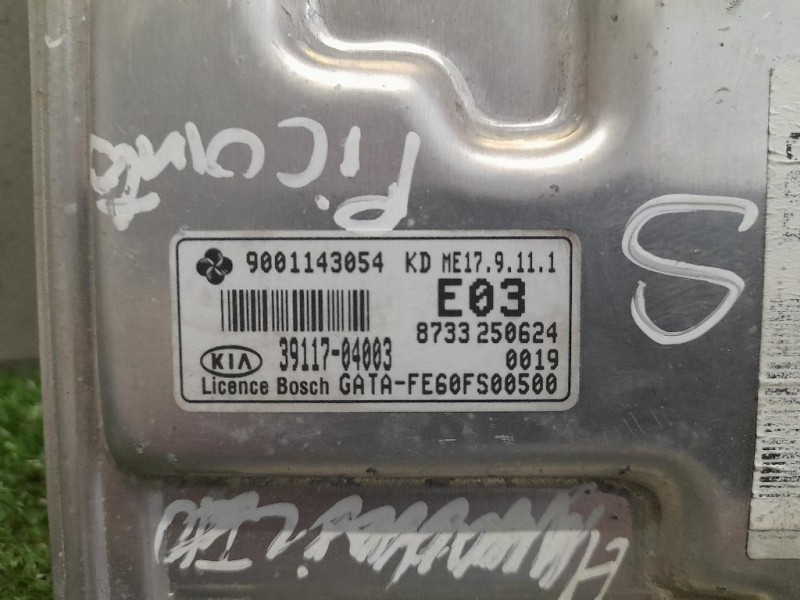 9001143054 KD ME17.9.11.1
E03
8733 250624
39117-04003 0019
KIA
Licence Bosch GATA-FE60FS00500
Picanto
S